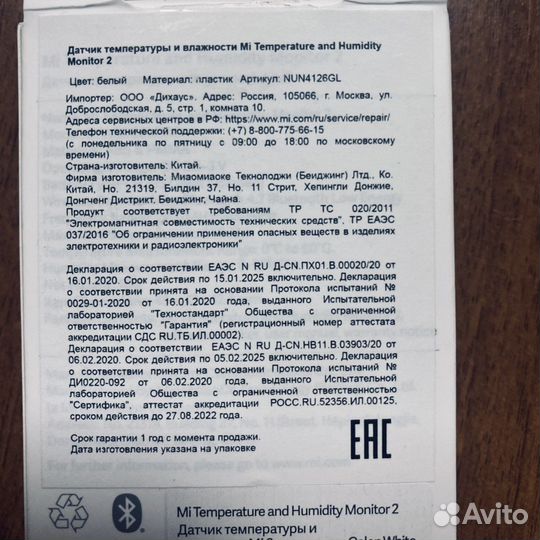 Датчик температуры и влажности Mi Temperature and Humidity
Monitor 2
Цвет: белый Материал: пластик Артикул: NUN4126GL
Импортер: ООО «Дихаус», Адрес: Россия, 105066, г. Москва, ул.
Доброслободская, д. 5, стр. 1, комната 10.
Адреса сервисных центров в РФ: https://www.mi.com/ru/service/repair/
Телефон технической поддержки: (+7) 8-800-775-66-15
(с понедельника по пятницу с 09:00 до 18:00 по московскому
времени)
Страна-изготовитель: Китай.
Фирма изготовитель: Миаомиаоке Текнолоджи (Бейджинг) Лтд., Ко.
Китай, Но. 21319, Билдин 37, Но. 11 Стрит, Хепингли Донжие,
Донгченг Дистрикт, Беиджинг, Чайна.
Продукт соответствует требованиям ТР ТС 020/2011
"Электромагнитная совместимость технических средств", ТР ЕАЭС
037/2016 "Об ограничении применения опасных веществ в изделиях
электротехники и радиоэлектроники"
Декларация о соответствии ЕАЭС N RU Д-CN.ПХ01.В.00020/20 от
16.01.2020. Срок действия по 15.01.2025 включительно. Декларация
о соответствии принята на основании Протокола испытаний №
0029-01-2020 от 16.01.2020 года, выданного Испытательной
лабораторией "Техностандарт" Общества с ограниченной
ответственностью "Гарантия" (регистрационный номер аттестата
аккредитации СДС RU.ТБ.ИЛ.00002).
Декларация о соответствии ЕАЭС N RU Д-CN.НВ11.В.03903/20 от
06.02.2020. Срок действия по 05.02.2025 включительно. Декларация
о соответствии принята на основании Протокола испытаний №
ДИ0220-092 от 06.02.2020 года, выданного Испытательной
лабораторией Общества с ограниченной ответственностью
"Сертифика", аттестат аккредитации РОСС.RU.52356.ИЛ.00125,
сроком действия до 27.08.2022 года.
Срок гарантии 1 год с момента продажи.
Дата изготовления указана на упаковке
EAC
Mi Temperature and Humidity Monitor 2
Датчик температуры и
Avito